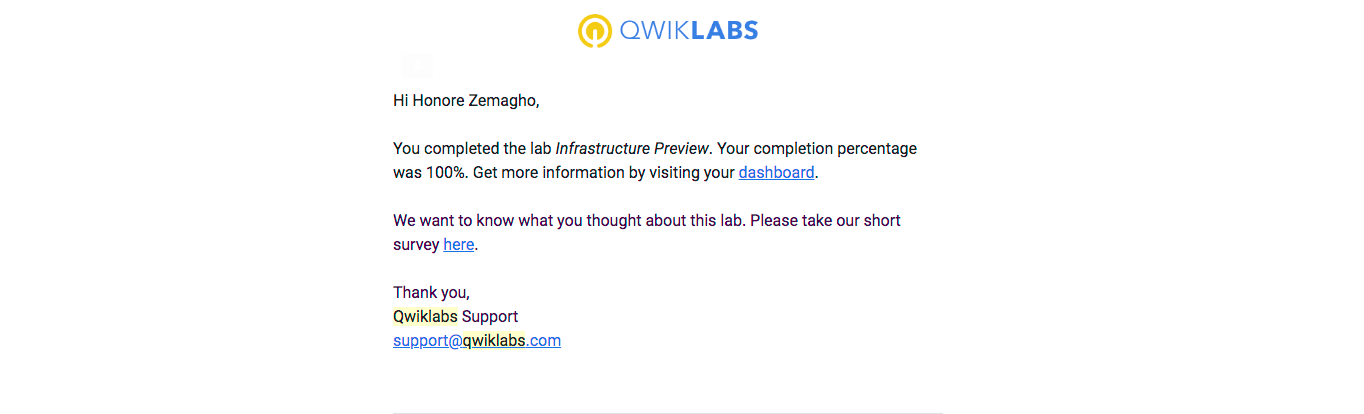 QWIKLABS
Hi Honore Zemagho,
You completed the lab Infrastructure Preview. Your completion percentage
was 100%. Get more information by visiting your dashboard.
We want to know what you thought about this lab. Please take our short
survey here.
Thank you,
Qwiklabs Support
support@qwiklabs.com